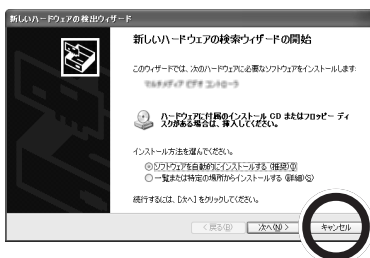 新しいハードウェアの検出ウィザード
新しいハードウェアの検索ウィザードの開始
このウィザードでは、次のハードウェアに必要なソフトウェアをインストールします:
ハードウェアに付属のインストール CD またはフロッピー ディ
スクがある場合は、挿入してください。
インストール方法を選んでください。
ソフトウェアを自動的にインストールする (推奨)(I)
一覧または特定の場所からインストールする (詳細)(S)
続行するには、[次へ] をクリックしてください。
< 戻る(B) 次へ(N) > キャンセル